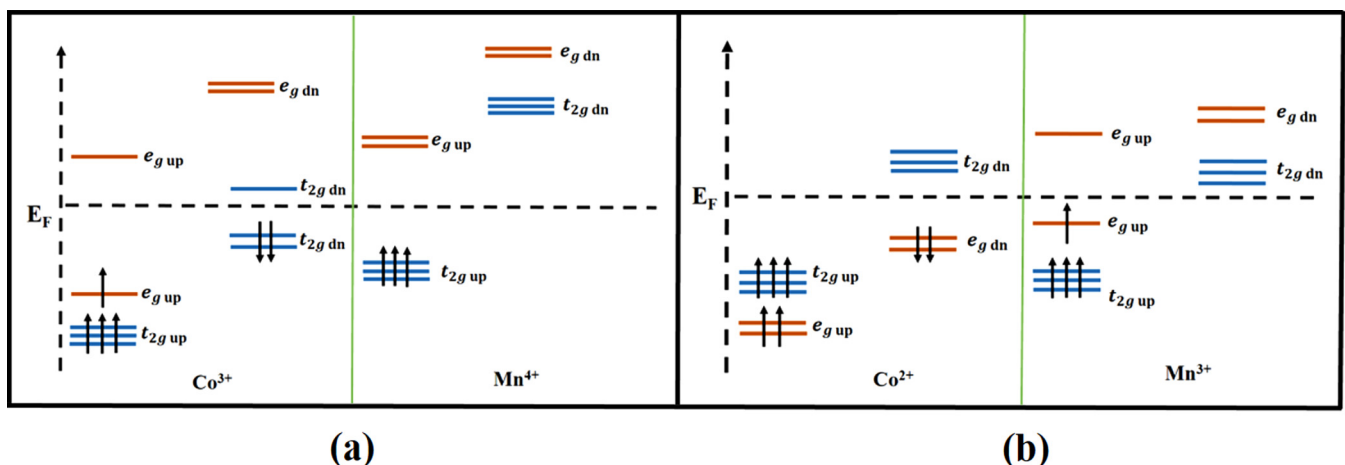 e_g dn
e_g dn
t_2g dn
e_g up
e_g up
t_2g dn
E_F
t_2g dn
t_2g up
e_g up
t_2g up
Co³⁺
Mn⁴⁺
e_g dn
e_g up
t_2g dn
t_2g dn
E_F
e_g up
e_g dn
t_2g up
t_2g up
e_g up
Co²⁺
Mn³⁺
(a)
(b)